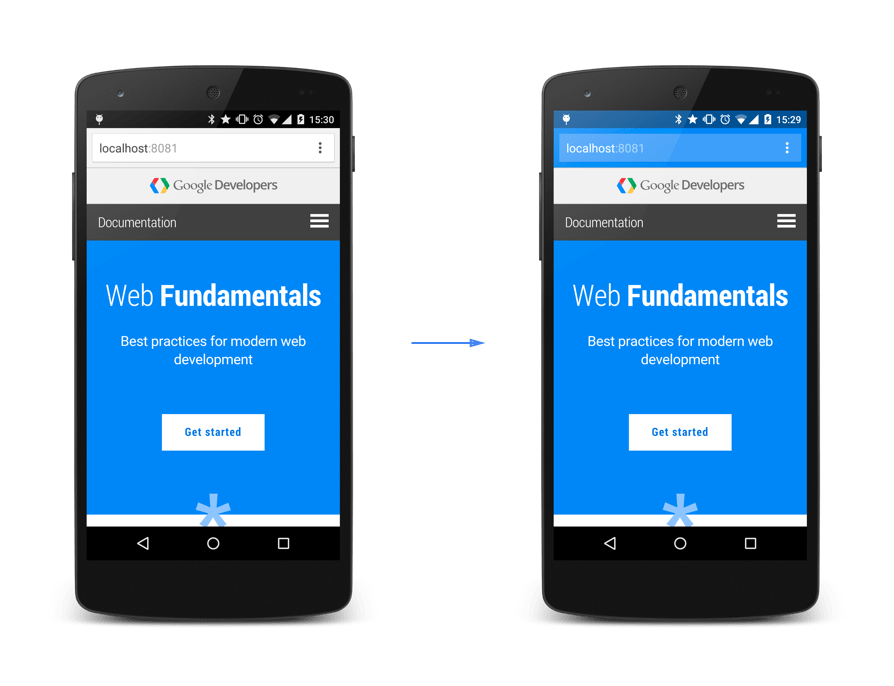 15:30
localhost:8081
Google Developers
Documentation
Web Fundamentals
Best practices for modern web
development
Get started
*
15:29
localhost:8081
Google Developers
Documentation
Web Fundamentals
Best practices for modern web
development
Get started
*